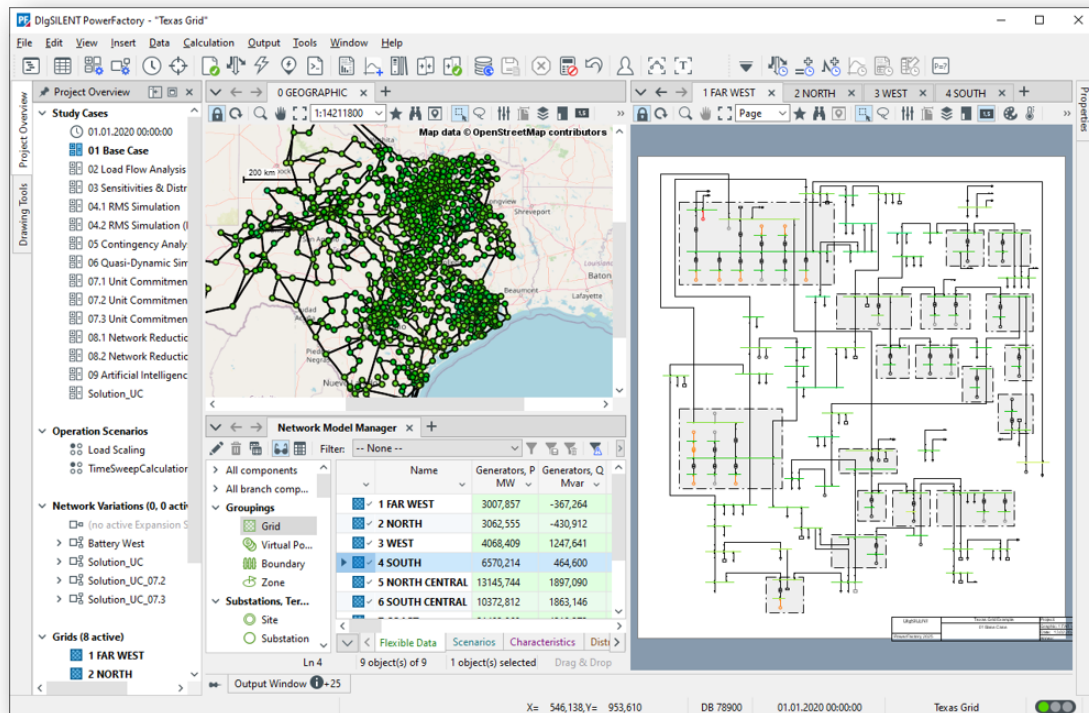 DIgSILENT PowerFactory - "Texas Grid"
File Edit View Insert Data Calculation Output Tools Window Help
Project Overview
Drawing Tools
Project Overview
Study Cases
01.01.2020 00:00:00
01 Base Case
02 Load Flow Analysis
03 Sensitivities & Distr
04.1 RMS Simulation
04.2 RMS Simulation (
05 Contingency Analy
06 Quasi-Dynamic Sim
07.1 Unit Commitmen
07.2 Unit Commitmen
07.3 Unit Commitmen
08.1 Network Reductic
08.2 Network Reductic
09 Artificial Intelligenc
Solution_UC
Operation Scenarios
Load Scaling
TimeSweepCalculation
Network Variations (0, 0 activ
(no active Expansion S
Battery West
Solution_UC
Solution_UC_07.2
Solution_UC_07.3
Grids (8 active)
1 FAR WEST
2 NORTH
0 GEOGRAPHIC
1:14211800
Map data © OpenStreetMap contributors
200 km
Shreveport
Baton
Beaumont
Lafayette
Network Model Manager
Filter: -- None --
All components
All branch comp...
Groupings
Grid
Virtual Po...
Boundary
Zone
Substations, Ter...
Site
Substation
Name Generators, P MW Generators, Q Mvar
1 FAR WEST 3007,857 -367,264
2 NORTH 3062,555 -430,912
3 WEST 4068,409 1247,641
4 SOUTH 6570,214 464,600
5 NORTH CENTRAL 13145,744 1897,090
6 SOUTH CENTRAL 10372,812 1863,146
Flexible Data Scenarios Characteristics Distr
Ln 4 9 object(s) of 9 1 object(s) selected Drag & Drop
Output Window +25
1 FAR WEST 2 NORTH 3 WEST 4 SOUTH
Page
Properties
DIgSILENT
X= 546,138,Y= 953,610 DB 78900 01.01.2020 00:00:00 Texas Grid